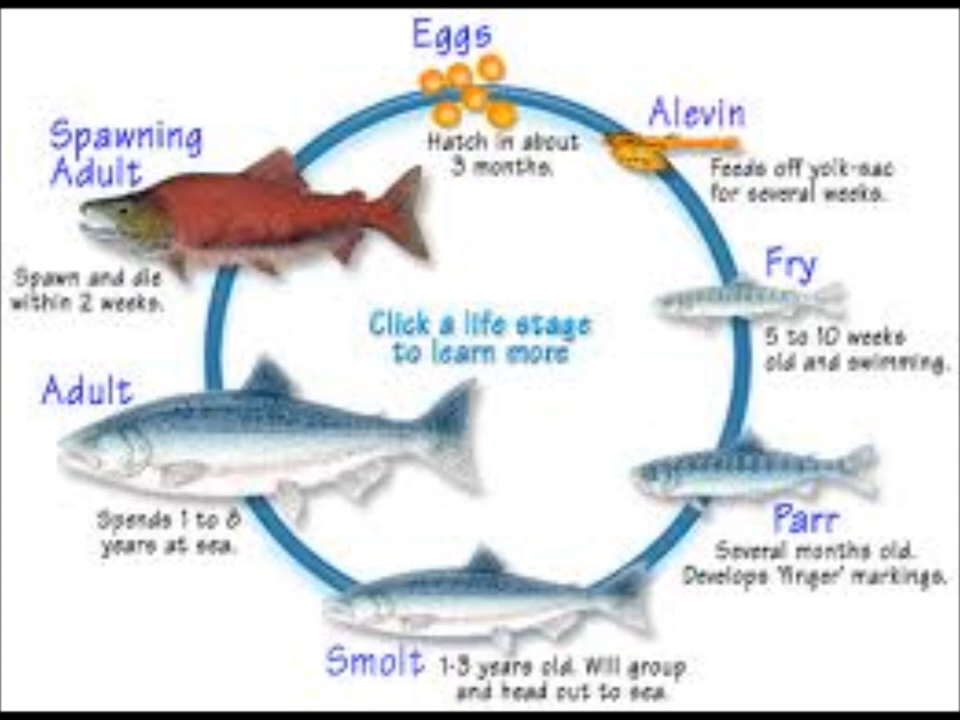 Eggs
Hatch in about
3 months.
Alevin
Feeds off yolk-sac
for several weeks.
Fry
5 to 10 weeks
old and swimming.
Parr
Several months old.
Develops 'finger' markings.
Smolt
1-3 years old. Will group
and head out to sea.
Adult
Spends 1 to 8
years at sea.
Spawning
Adult
Spawn and die
within 2 weeks.
Click a life stage
to learn more